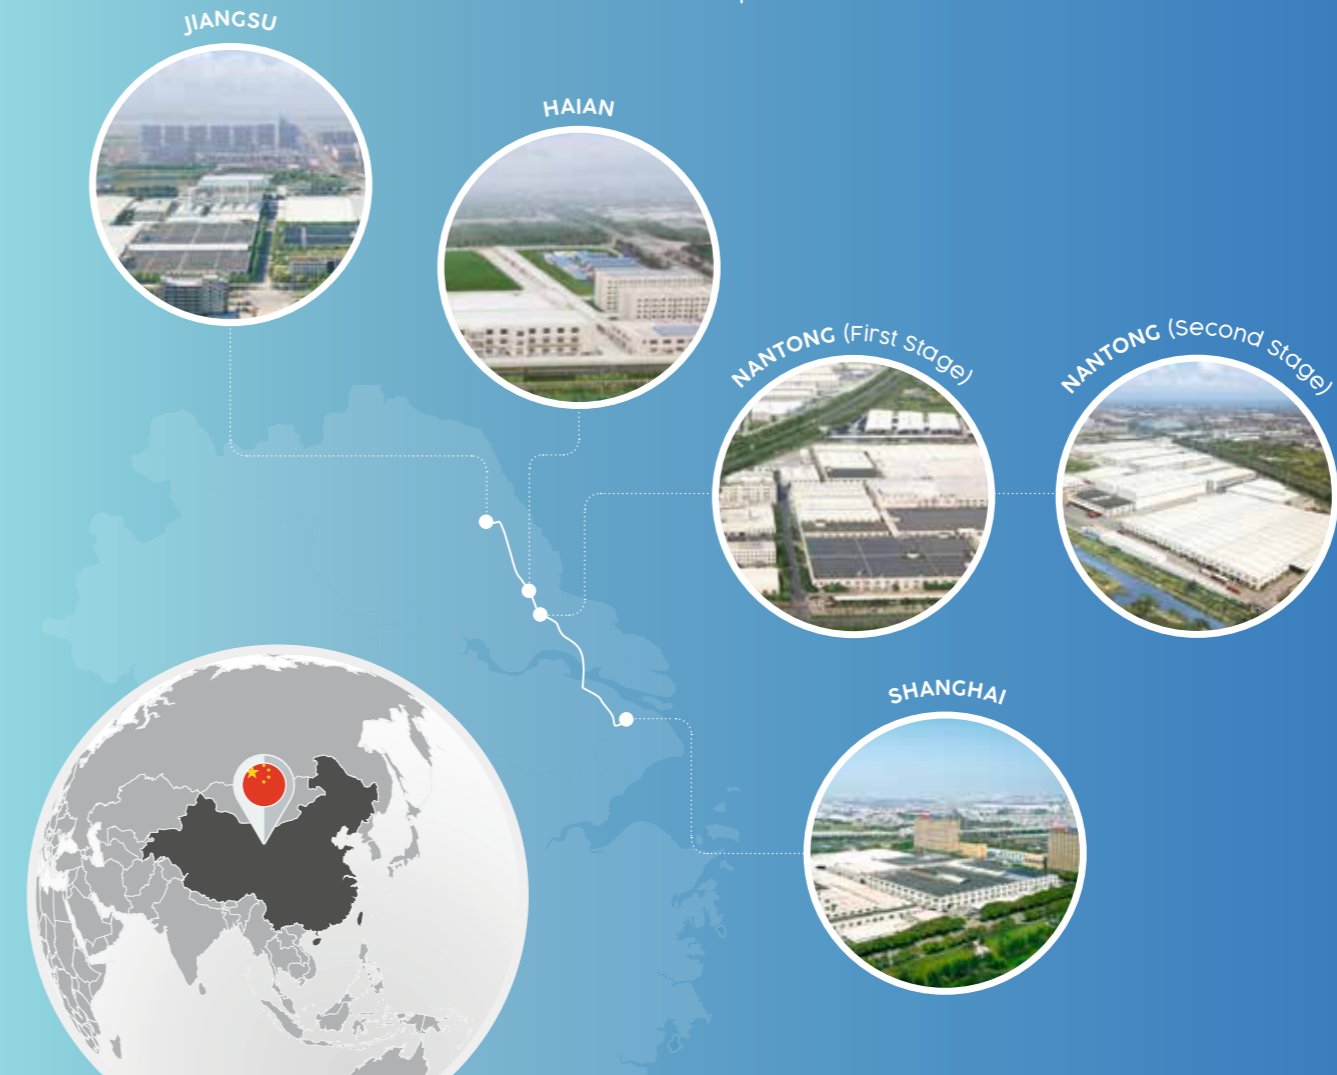 JIANGSU
HAIAN
NANTONG (First Stage)
NANTONG (Second Stage)
SHANGHAI